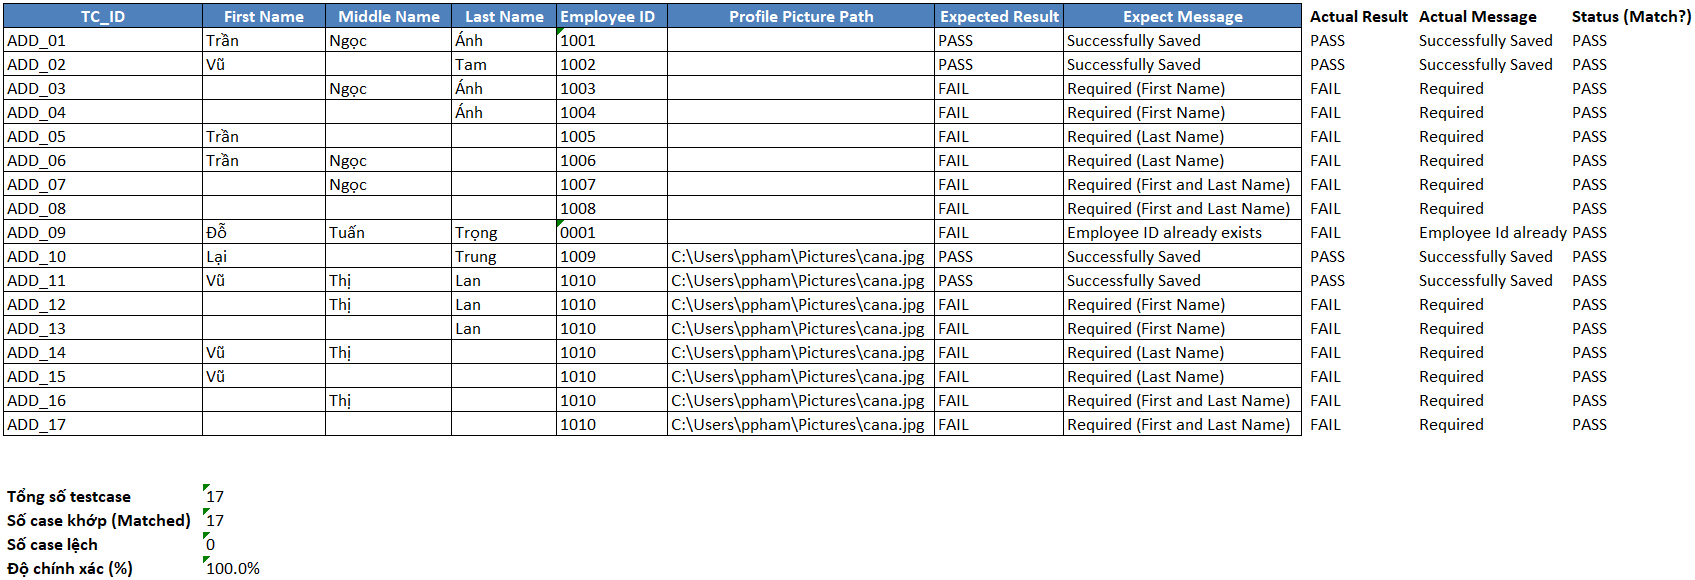 TC_ID First Name Middle Name Last Name Employee ID Profile Picture Path Expected Result Expect Message Actual Result Actual Message Status (Match?)
ADD_01 Trần Ngọc Ánh 1001 PASS Successfully Saved PASS Successfully Saved PASS
ADD_02 Vũ Tam 1002 PASS Successfully Saved PASS Successfully Saved PASS
ADD_03 Ngọc Ánh 1003 FAIL Required (First Name) FAIL Required PASS
ADD_04 Ánh 1004 FAIL Required (First Name) FAIL Required PASS
ADD_05 Trần 1005 FAIL Required (Last Name) FAIL Required PASS
ADD_06 Trần Ngọc 1006 FAIL Required (Last Name) FAIL Required PASS
ADD_07 Ngọc 1007 FAIL Required (First and Last Name) FAIL Required PASS
ADD_08 1008 FAIL Required (First and Last Name) FAIL Required PASS
ADD_09 Đỗ Tuấn Trọng 0001 FAIL Employee ID already exists FAIL Employee Id already PASS
ADD_10 Lại Trung 1009 C:\Users\ppham\Pictures\cana.jpg PASS Successfully Saved PASS Successfully Saved PASS
ADD_11 Vũ Thị Lan 1010 C:\Users\ppham\Pictures\cana.jpg PASS Successfully Saved PASS Successfully Saved PASS
ADD_12 Thị Lan 1010 C:\Users\ppham\Pictures\cana.jpg FAIL Required (First Name) FAIL Required PASS
ADD_13 Lan 1010 C:\Users\ppham\Pictures\cana.jpg FAIL Required (First Name) FAIL Required PASS
ADD_14 Vũ Thị 1010 C:\Users\ppham\Pictures\cana.jpg FAIL Required (Last Name) FAIL Required PASS
ADD_15 Vũ 1010 C:\Users\ppham\Pictures\cana.jpg FAIL Required (Last Name) FAIL Required PASS
ADD_16 Thị 1010 C:\Users\ppham\Pictures\cana.jpg FAIL Required (First and Last Name) FAIL Required PASS
ADD_17 1010 C:\Users\ppham\Pictures\cana.jpg FAIL Required (First and Last Name) FAIL Required PASS
Tổng số testcase 17
Số case khớp (Matched) 17
Số case lệch 0
Độ chính xác (%) 100.0%